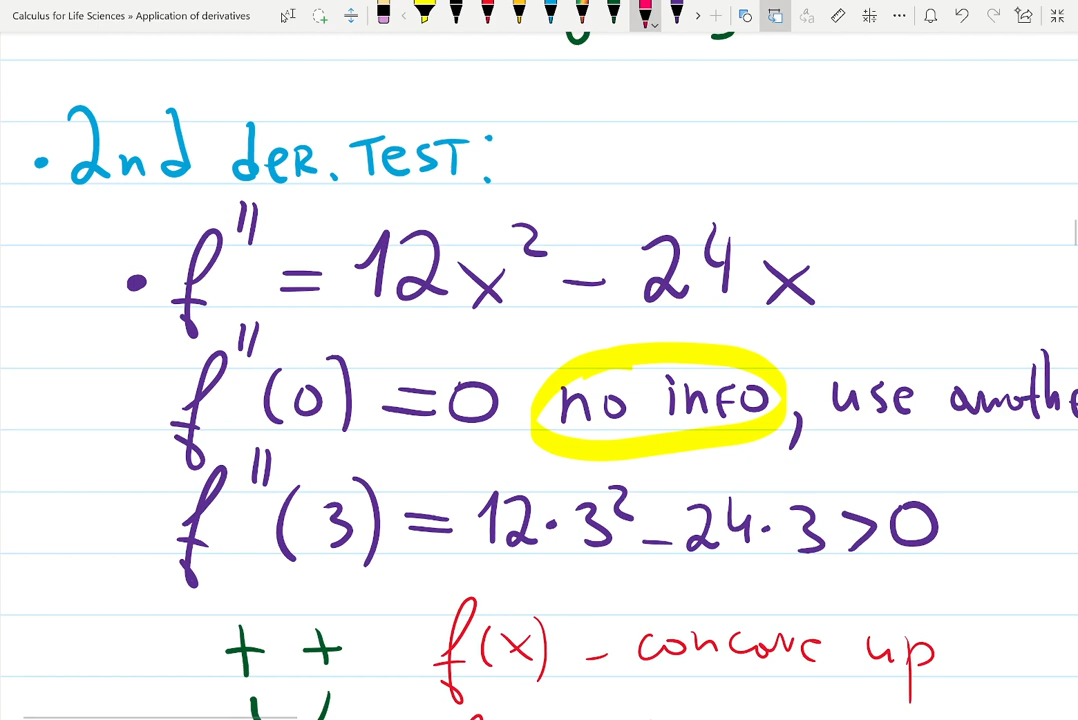 Calculus for Life Sciences » Application of derivatives
• 2nd der. TEST:
• f'' = 12x² - 24x
f''(0) = 0 no info, use
f''(3) = 12·3² - 24·3 > 0
+ + f(x) - concave up